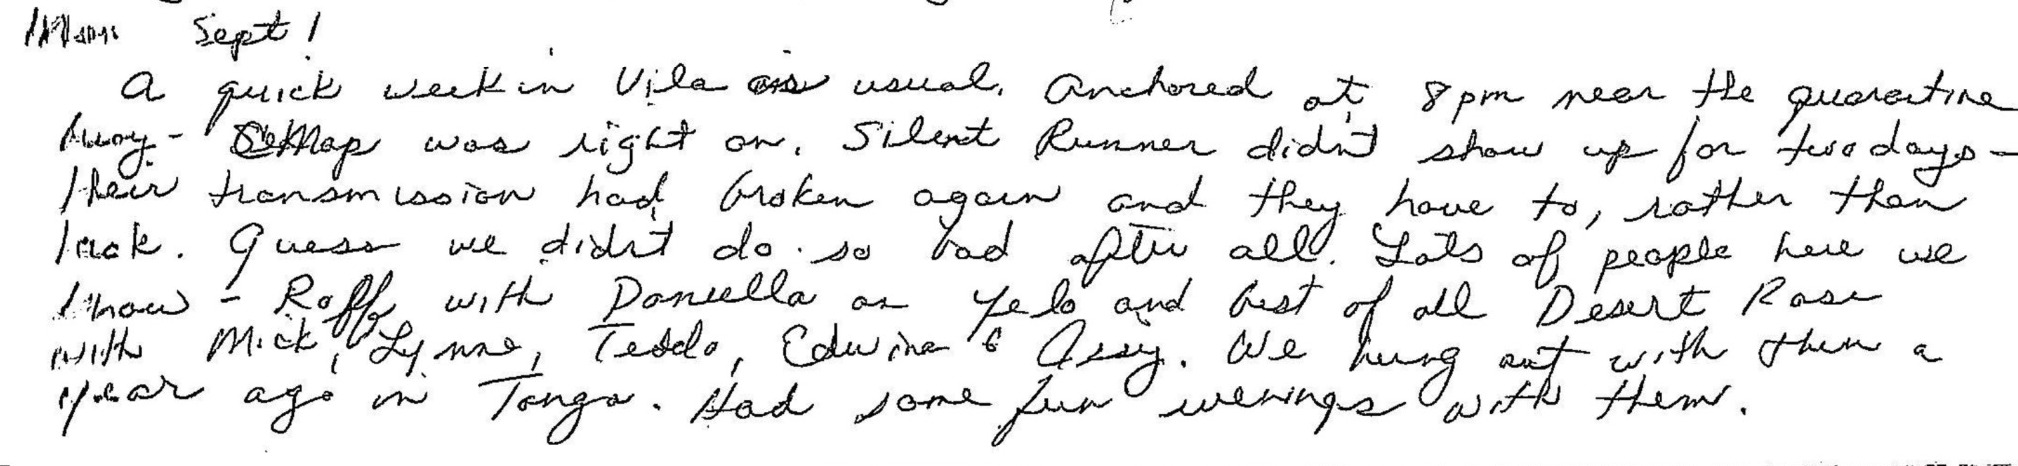 Mon Sept 1
A quick week in Vila as usual. Anchored at 8pm near the quarantine
buoy - CMap was right on. Silent Runner didn't show up for two days -
their transmission had broken again and they have to, rather than
tack. Guess we didn't do so bad after all. Lots of people here we
know - Raff with Daniella on Yelo and best of all Desert Rose
with Mick, Lynne, Tesda, Edwina & Assy. We hung out with them a
year ago in Tonga. Had some fun evenings with them.